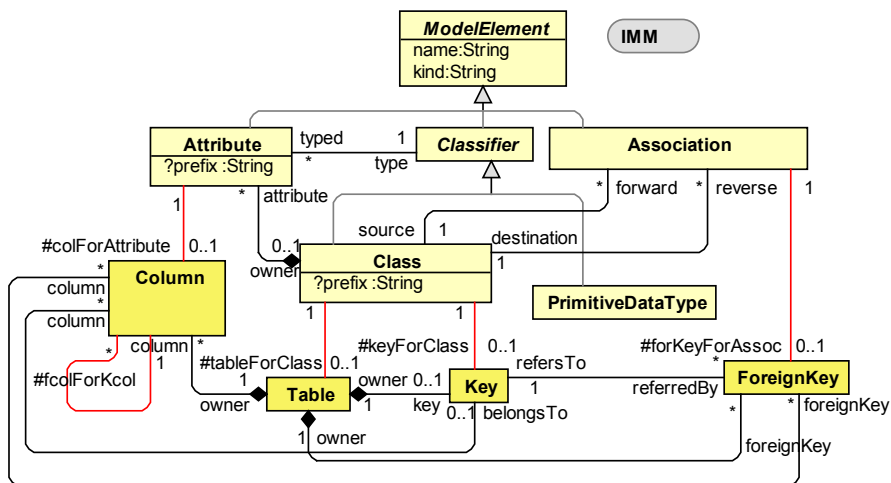 ModelElement
name:String
kind:String
IMM
Attribute
?prefix :String
typed
1
*
type
Classifier
Association
1
*
attribute
*
forward
*
reverse
1
source
1
destination
1
#colForAttribute
0..1
0..1
owner
Class
?prefix :String
*
column
*
column
Column
PrimitiveDataType
1
1
*
column
1
*
#fcolForKcol
#tableForClass
0..1
#keyForClass
0..1
#forKeyForAssoc
0..1
*
1
owner
Table
owner
0..1
1
key
Key
refersTo
1
referredBy
ForeignKey
0..1
belongsTo
*
*
foreignKey
1
owner
foreignKey